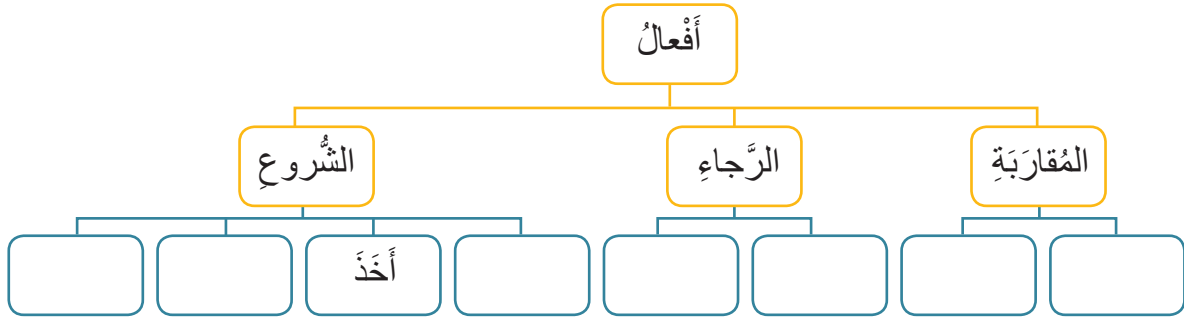 أَفْعالُ
المُقارَبَةِ
الرَّجاءِ
الشُّروعِ
أَخَذَ